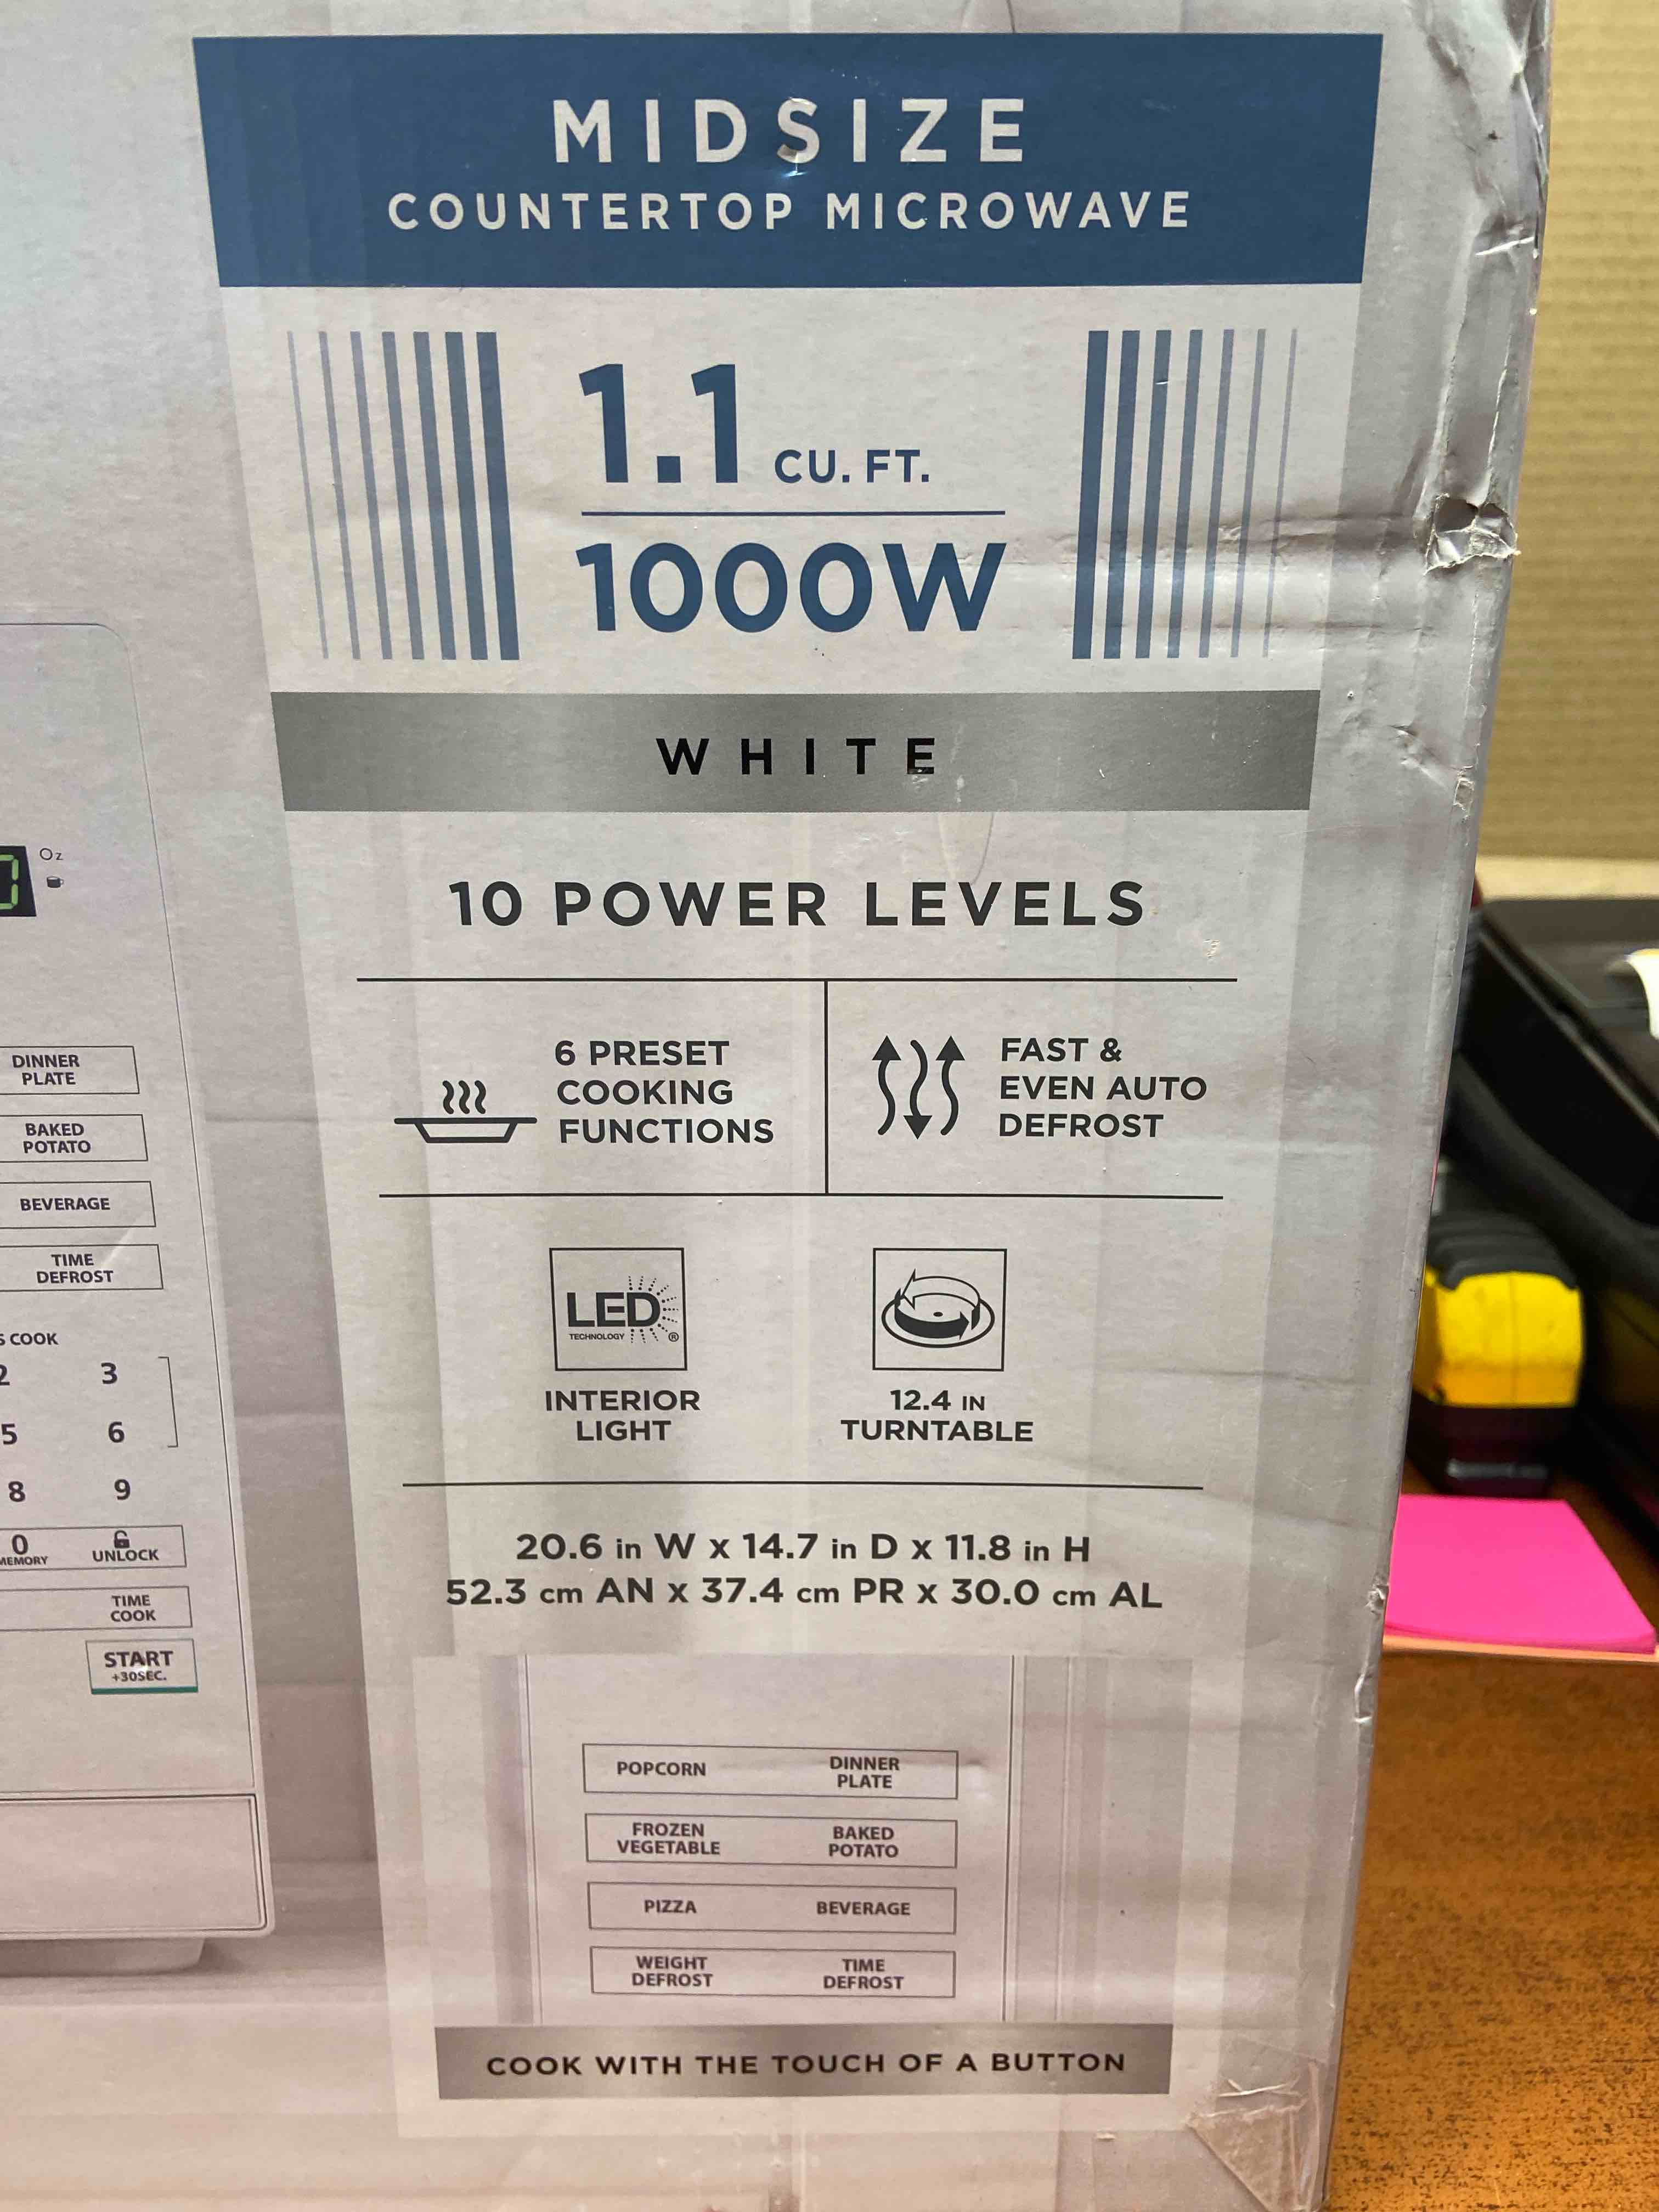 MIDSIZE
COUNTERTOP MICROWAVE
1.1 CU. FT.
1000W
WHITE
10 POWER LEVELS
6 PRESET
COOKING
FUNCTIONS
FAST &
EVEN AUTO
DEFROST
LED
TECHNOLOGY ®
INTERIOR
LIGHT
12.4 IN
TURNTABLE
20.6 in W x 14.7 in D x 11.8 in H
52.3 cm AN x 37.4 cm PR x 30.0 cm AL
POPCORN
DINNER
PLATE
FROZEN
VEGETABLE
BAKED
POTATO
PIZZA
BEVERAGE
WEIGHT
DEFROST
TIME
DEFROST
COOK WITH THE TOUCH OF A BUTTON
Oz
DINNER
PLATE
BAKED
POTATO
BEVERAGE
TIME
DEFROST
COOK
2 3
5 6
8 9
0
MEMORY
UNLOCK
TIME
COOK
START
+30SEC.